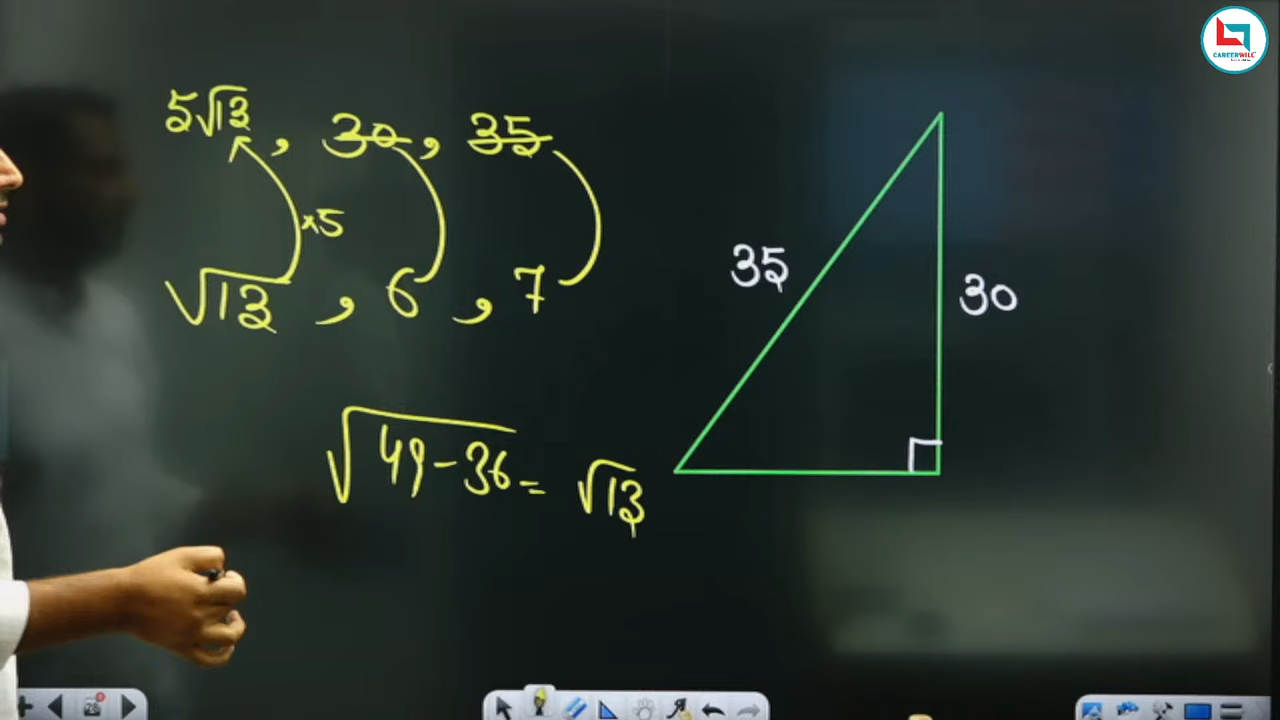 CAREERWILL
5√13 , 30 , 35
×5
√13 , 6 , 7
35
30
√49-36 = √13